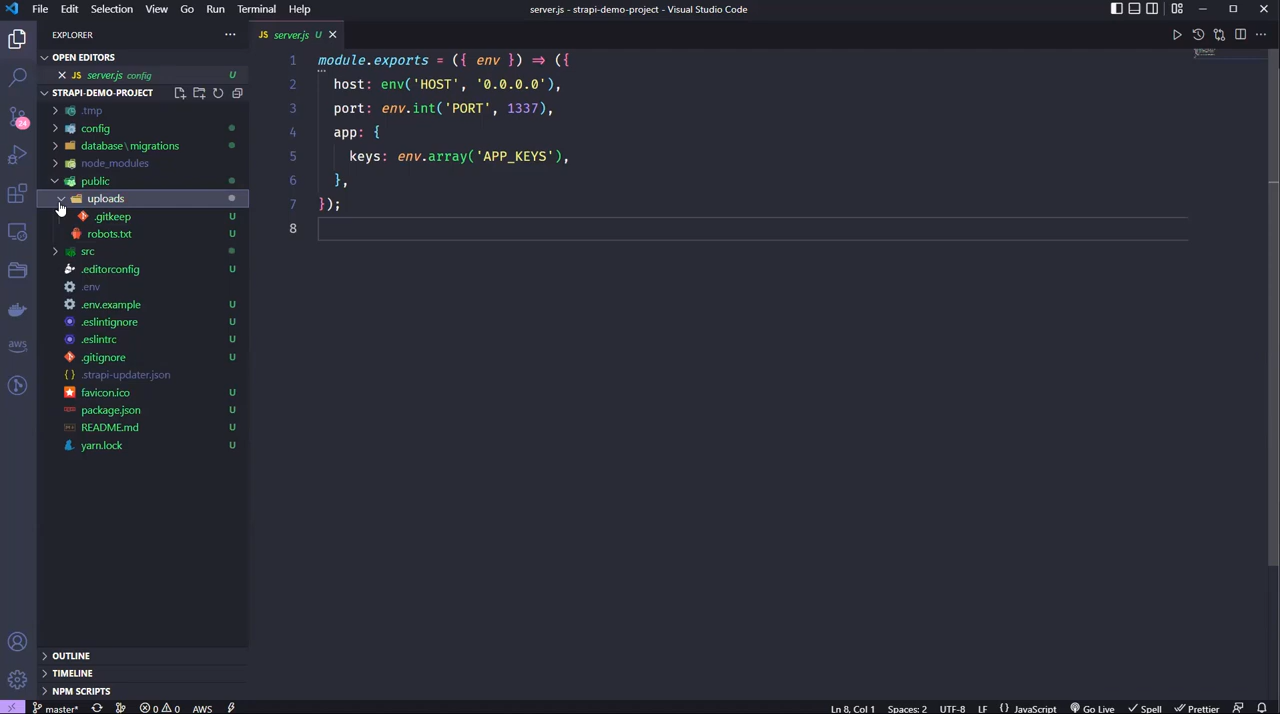 File Edit Selection View Go Run Terminal Help
server.js - strapi-demo-project - Visual Studio Code
EXPLORER
OPEN EDITORS
JS server.js config U
STRAPI-DEMO-PROJECT
.tmp
config
database\migrations
node_modules
public
uploads
.gitkeep U
robots.txt U
src
.editorconfig U
.env
.env.example U
.eslintignore U
.eslintrc U
.gitignore U
{ } .strapi-updater.json
favicon.ico U
package.json U
README.md U
yarn.lock U
OUTLINE
TIMELINE
NPM SCRIPTS
24
aws
JS server.js U
1 module.exports = ({ env }) => ({
2 host: env('HOST', '0.0.0.0'),
3 port: env.int('PORT', 1337),
4 app: {
5 keys: env.array('APP_KEYS'),
6 },
7 });
8
master* 0 0 AWS
Ln 8, Col 1 Spaces: 2 UTF-8 LF { } JavaScript Go Live Spell Prettier